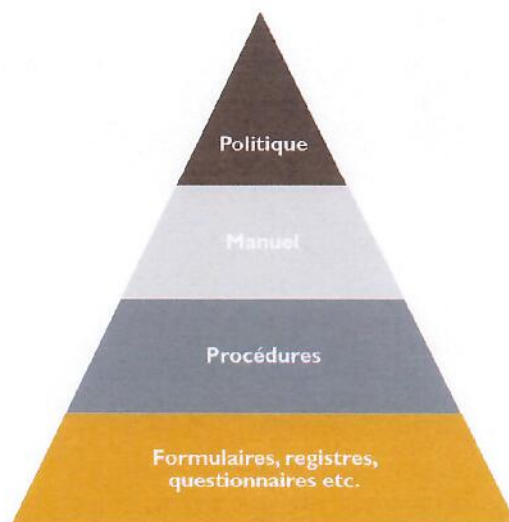 Politique
Manuel
Procédures
Formulaires, registres,
questionnaires etc.